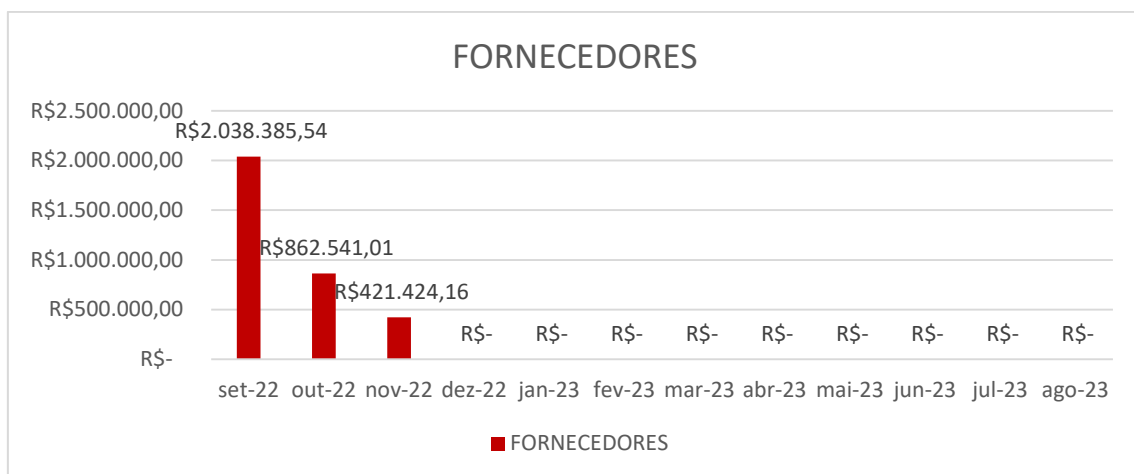 FORNECEDORES
R$2.500.000,00
R$2.038.385,54
R$2.000.000,00
R$1.500.000,00
R$862.541,01
R$1.000.000,00
R$421.424,16
R$500.000,00
R$- R$- R$- R$- R$- R$- R$- R$- R$-
R$-
set-22 out-22 nov-22 dez-22 jan-23 fev-23 mar-23 abr-23 mai-23 jun-23 jul-23 ago-23
FORNECEDORES